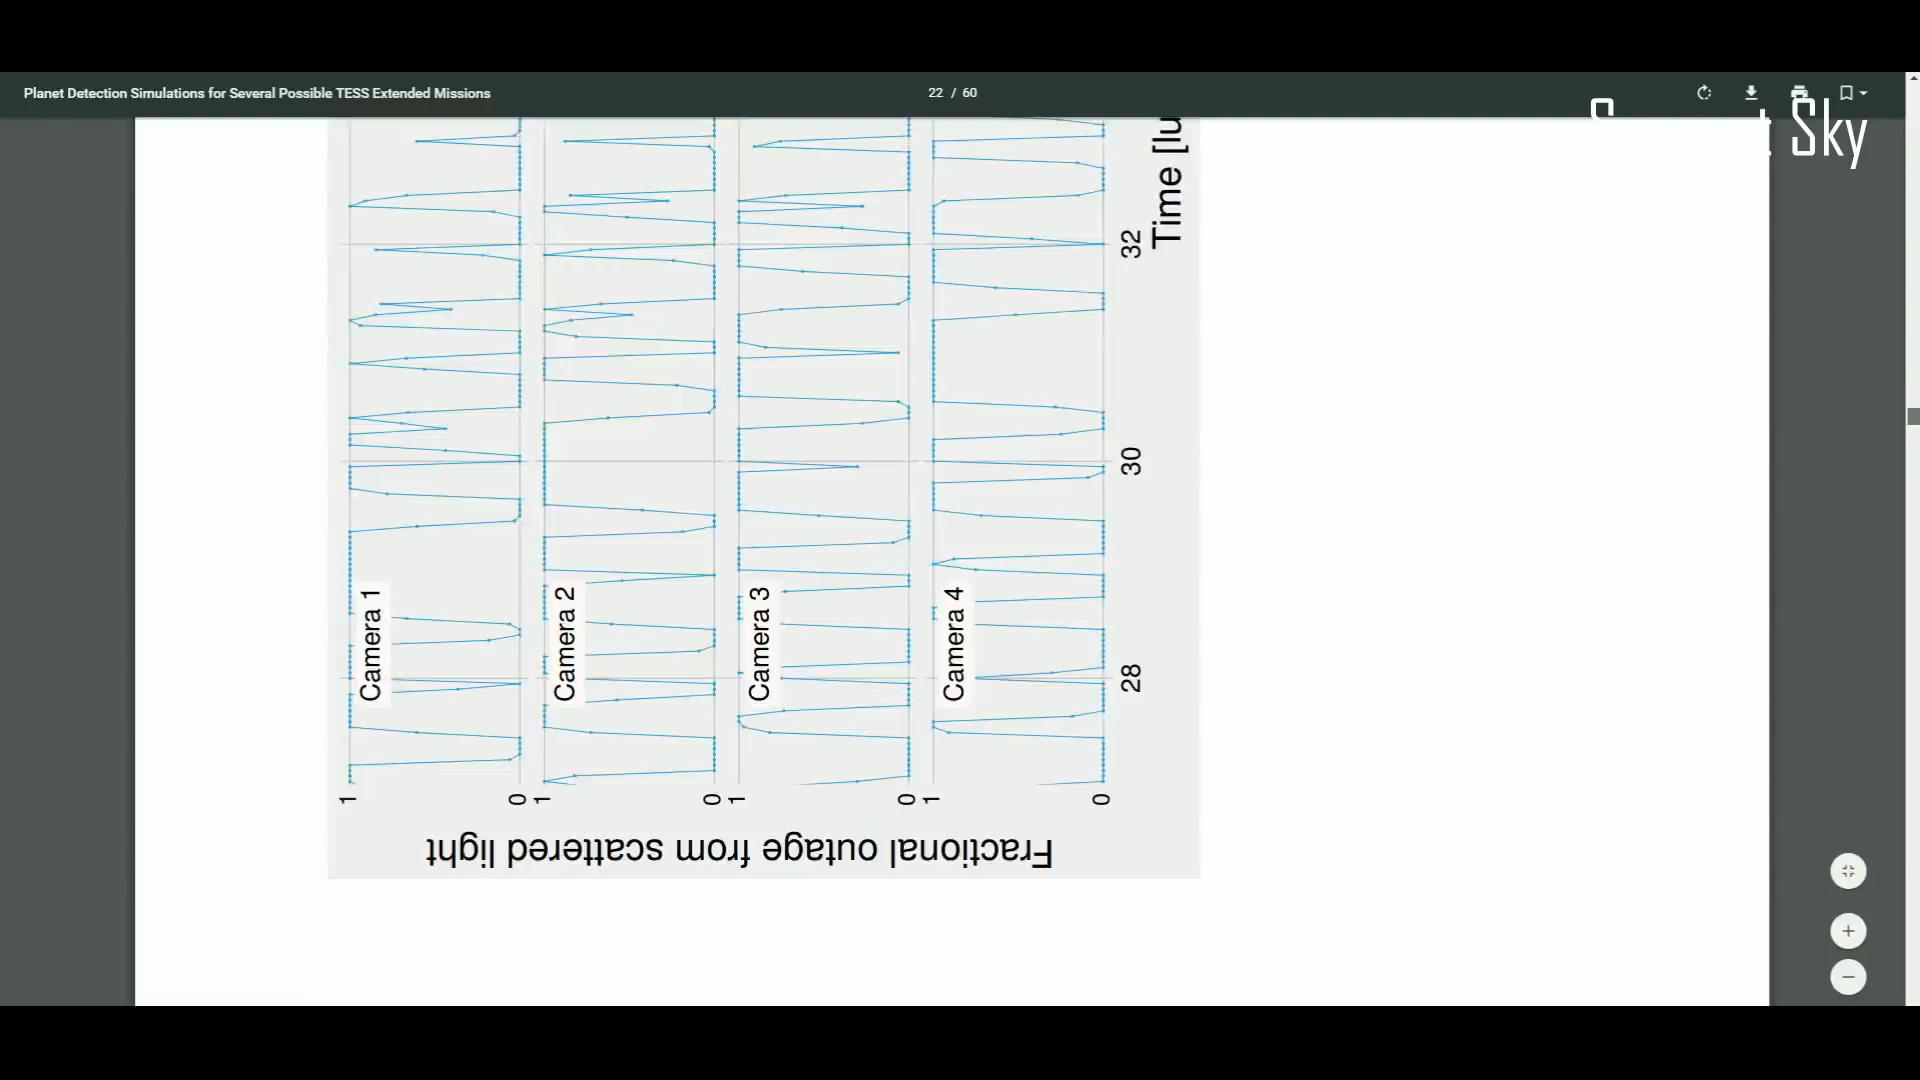 Planet Detection Simulations for Several Possible TESS Extended Missions
22 / 60
Sky
Camera 1
Camera 2
Camera 3
Camera 4
28
30
32
Time [lu
1
0
1
0
1
0
1
0
Fractional outage from scattered light